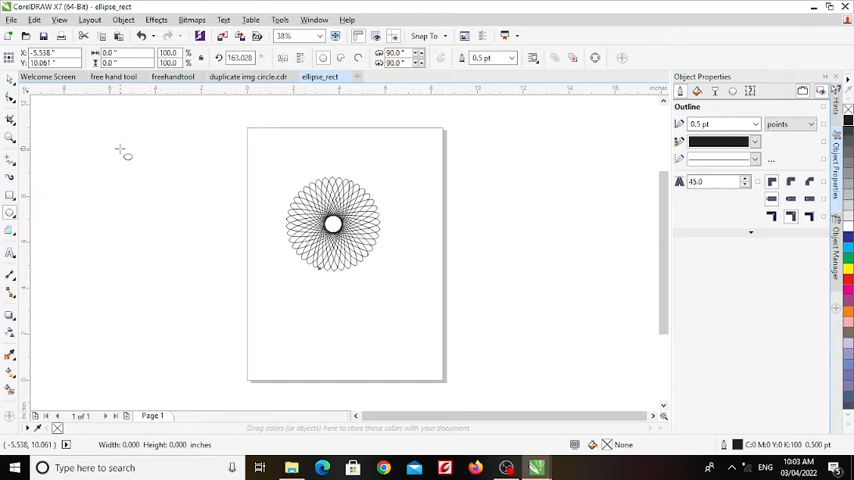 CorelDRAW X7 (64-Bit) - ellipse_rect
File Edit View Layout Object Effects Bitmaps Text Table Tools Window Help
38% Snap To
X: -5.538 " 0.0 " 100.0 % 163.028 90.0 ° 0.5 pt
Y: 10.061 " 0.0 " 100.0 % 90.0 °
Welcome Screen free hand tool freehandtool duplicate img circle.cdr ellipse_rect
Object Properties
inches
Outline
0.5 pt points
45.0
Hints
Object Properties
Object Manager
1 of 1 Page 1
Drag colors (or objects) here to store these colors with your document
(-5.538, 10.061) Width: 0.000 Height: 0.000 inches None C:0 M:0 Y:0 K:100 0.500 pt
Type here to search
ENG 10:03 AM
03/04/2022